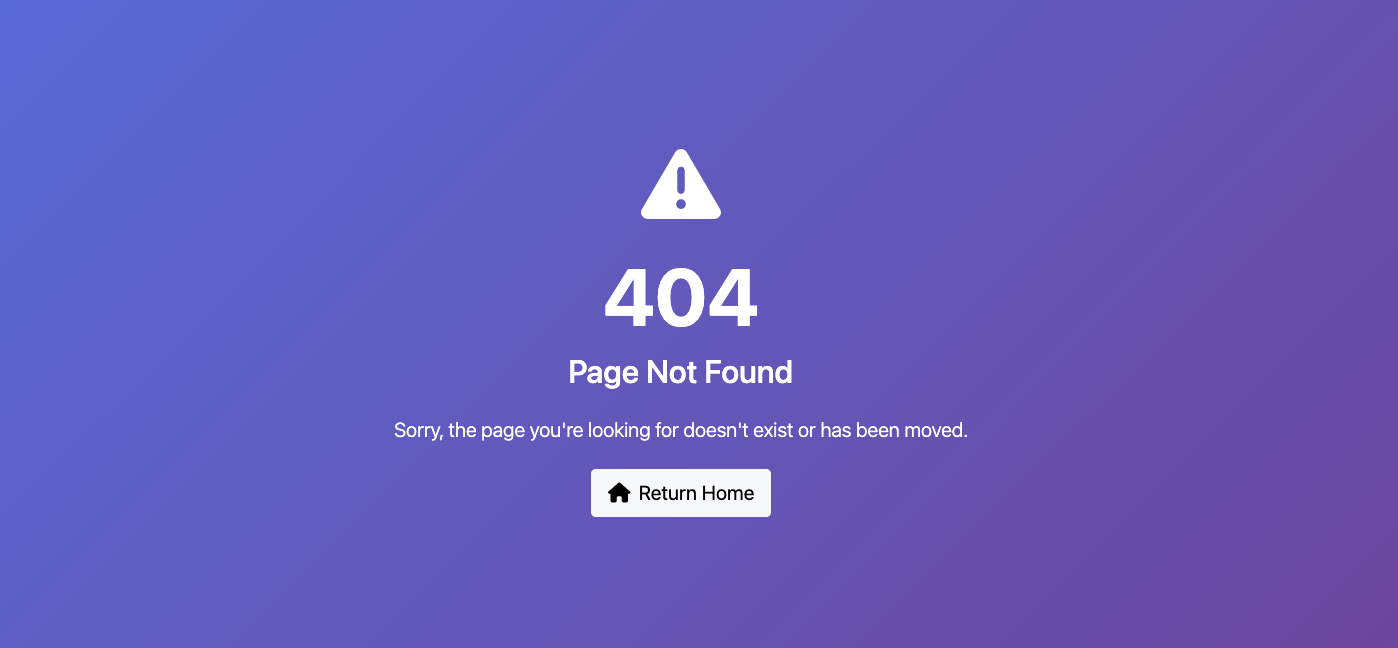 404
Page Not Found
Sorry, the page you're looking for doesn't exist or has been moved.
Return Home